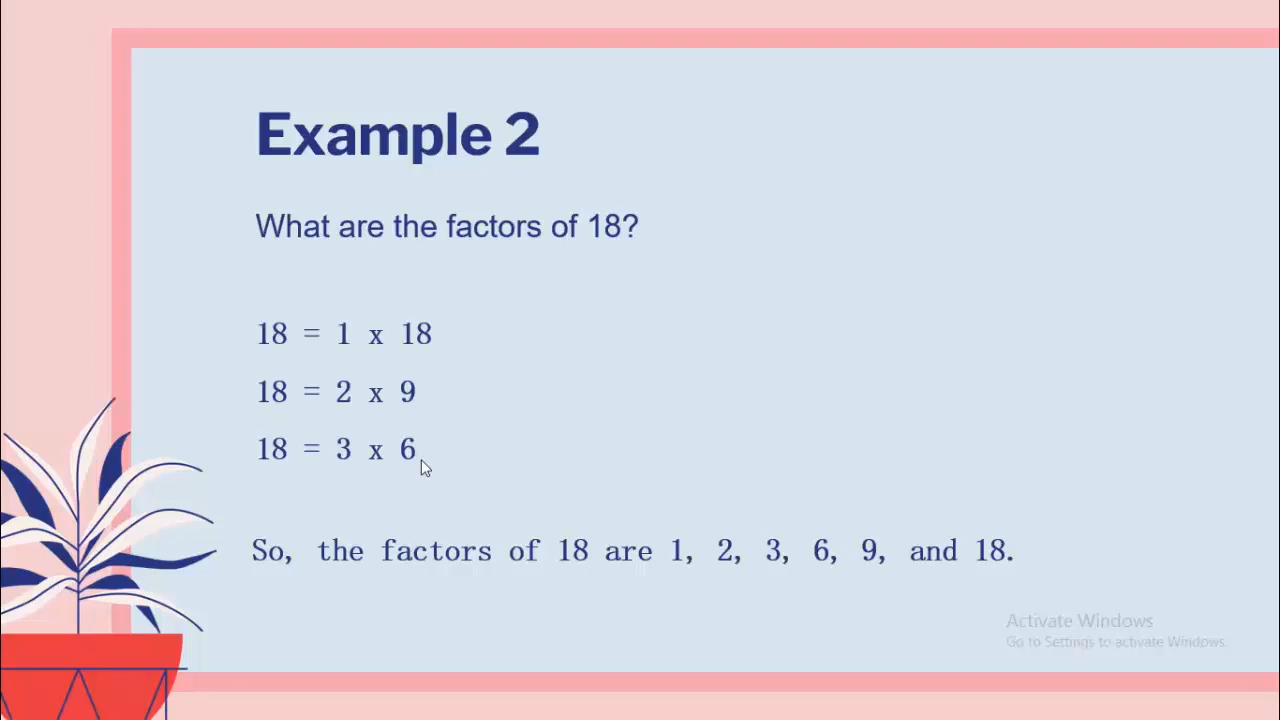 Example 2
What are the factors of 18?
18 = 1 x 18
18 = 2 x 9
18 = 3 x 6
So, the factors of 18 are 1, 2, 3, 6, 9, and 18.
Activate Windows
Go to Settings to activate Windows.